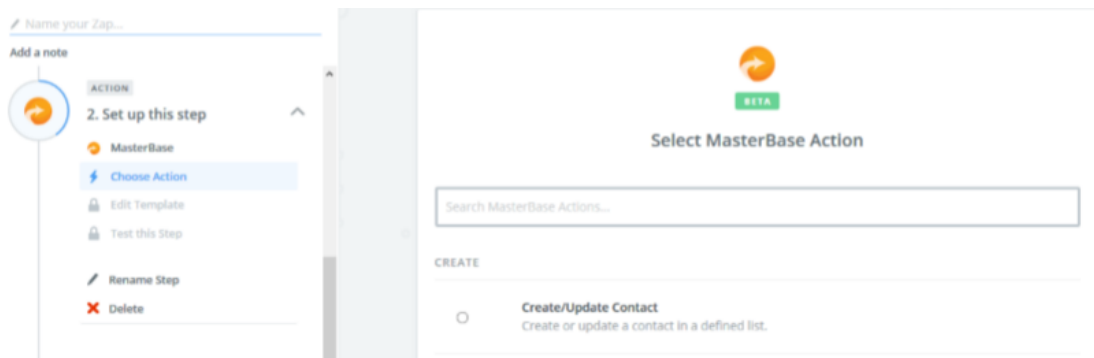 Name your Zap...
Add a note
ACTION
2. Set up this step
MasterBase
Choose Action
Edit Template
Test this Step
Rename Step
Delete
BETA
Select MasterBase Action
Search MasterBase Actions...
CREATE
Create/Update Contact
Create or update a contact in a defined list.